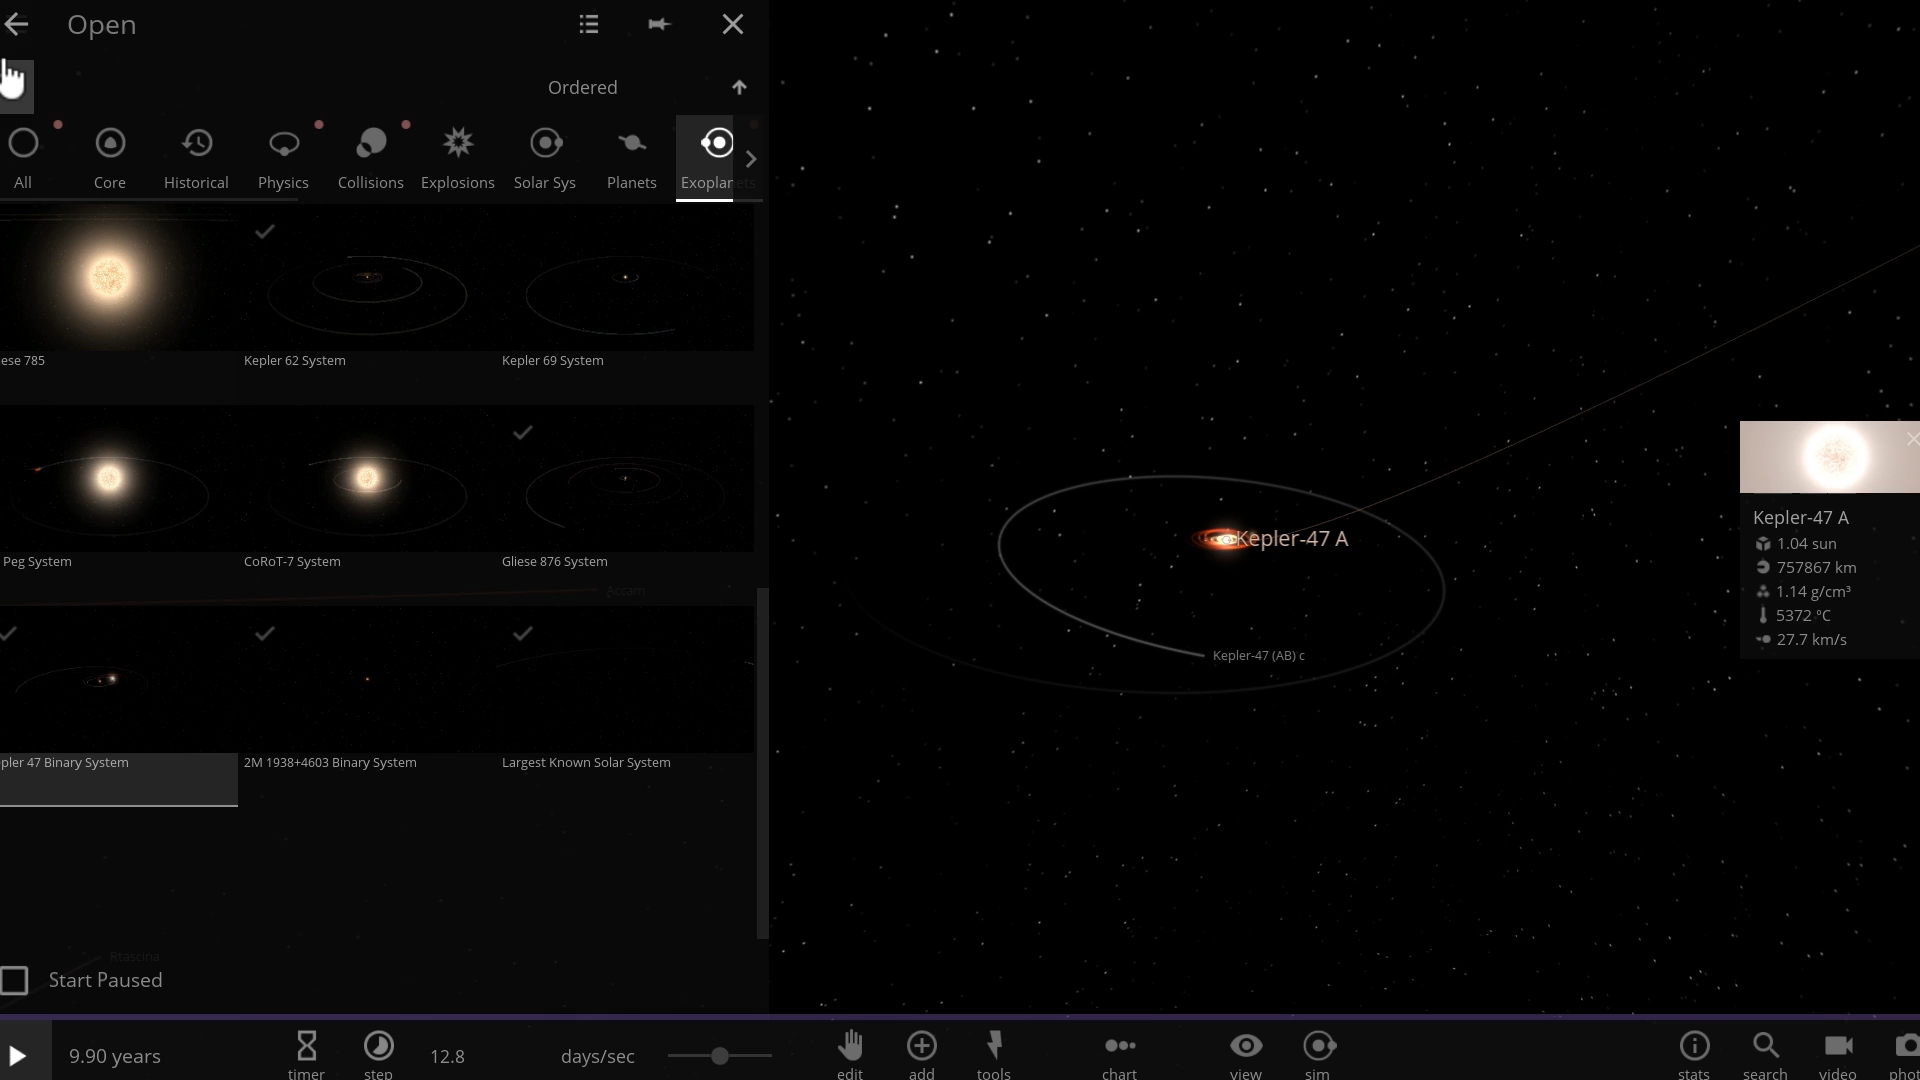 Open
Ordered
All Core Historical Physics Collisions Explosions Solar Sys Planets Exoplanets
ese 785 Kepler 62 System Kepler 69 System
Peg System CoRoT-7 System Gliese 876 System
Accam
pler 47 Binary System 2M 1938+4603 Binary System Largest Known Solar System
Rtascina
Start Paused
Kepler-47 A
Kepler-47 (AB) c
Kepler-47 A
1.04 sun
757867 km
1.14 g/cm³
5372 °C
27.7 km/s
9.90 years timer step 12.8 days/sec edit add tools chart view sim stats search video phot